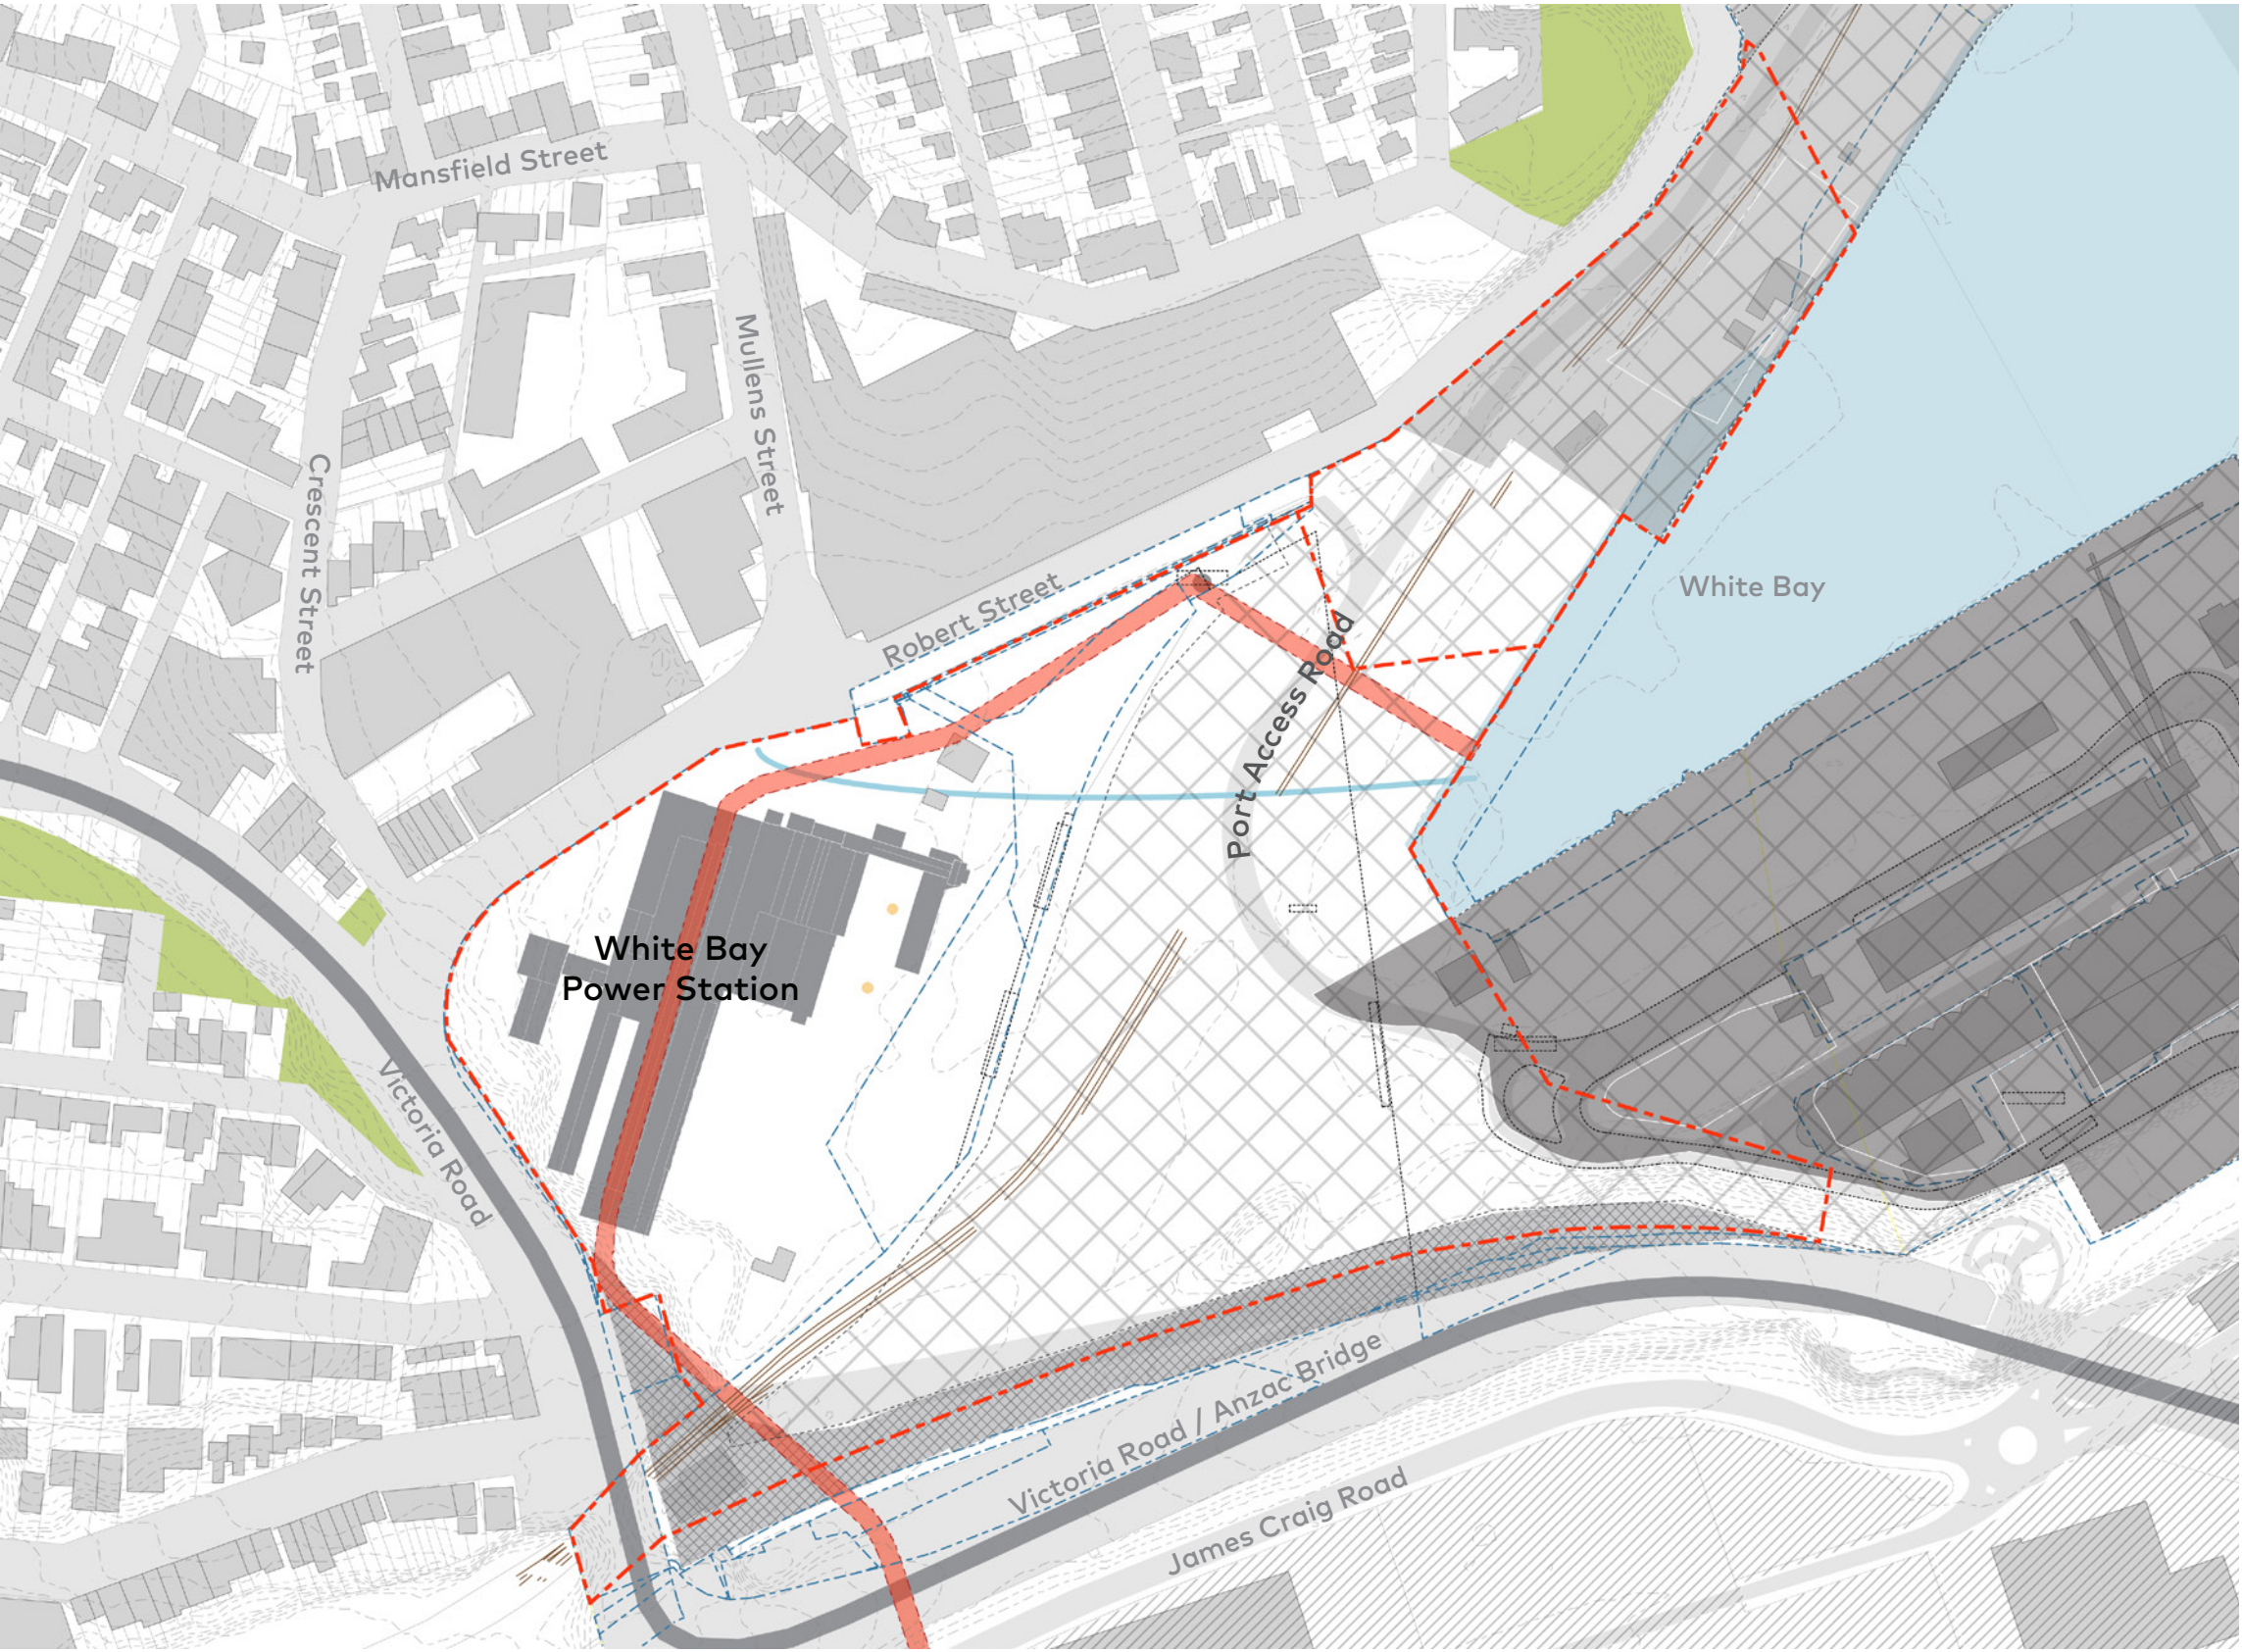 Mansfield Street
Mullens Street
Crescent Street
Robert Street
White Bay
Port Access Road
White Bay
Power Station
Victoria Road
Victoria Road / Anzac Bridge
James Craig Road